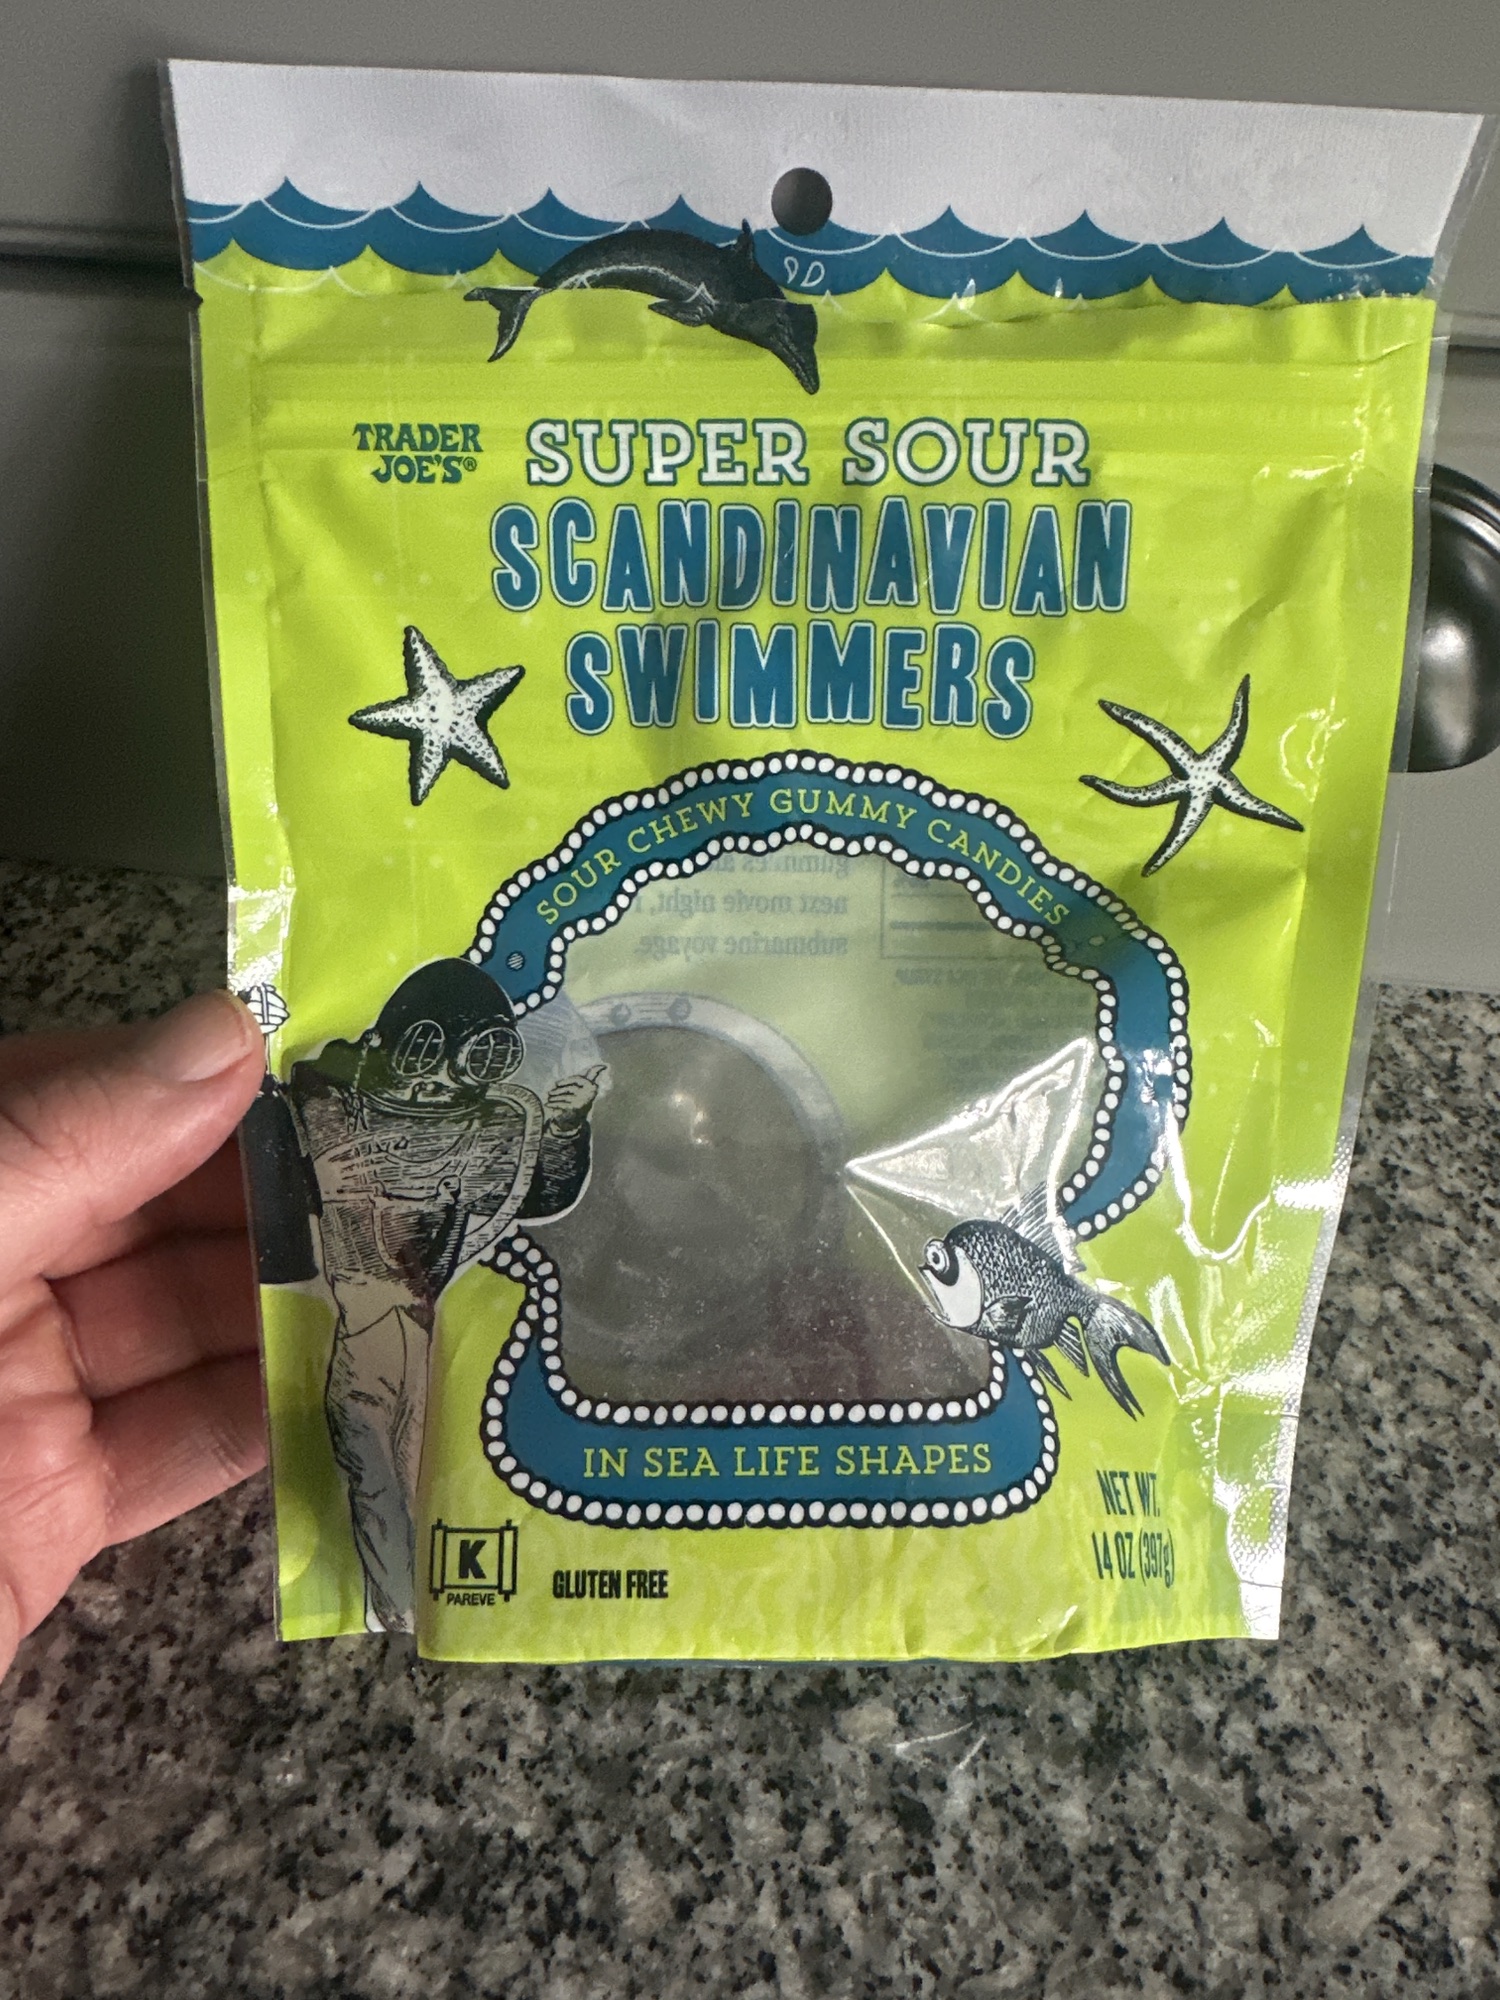 TRADER
JOE'S®
SUPER SOUR
SCANDINAVIAN
SWIMMERS
SOUR CHEWY GUMMY CANDIES
next movie night,
submarine voyage.
IN SEA LIFE SHAPES
NET WT.
14 OZ (397g)
K
PAREVE
GLUTEN FREE